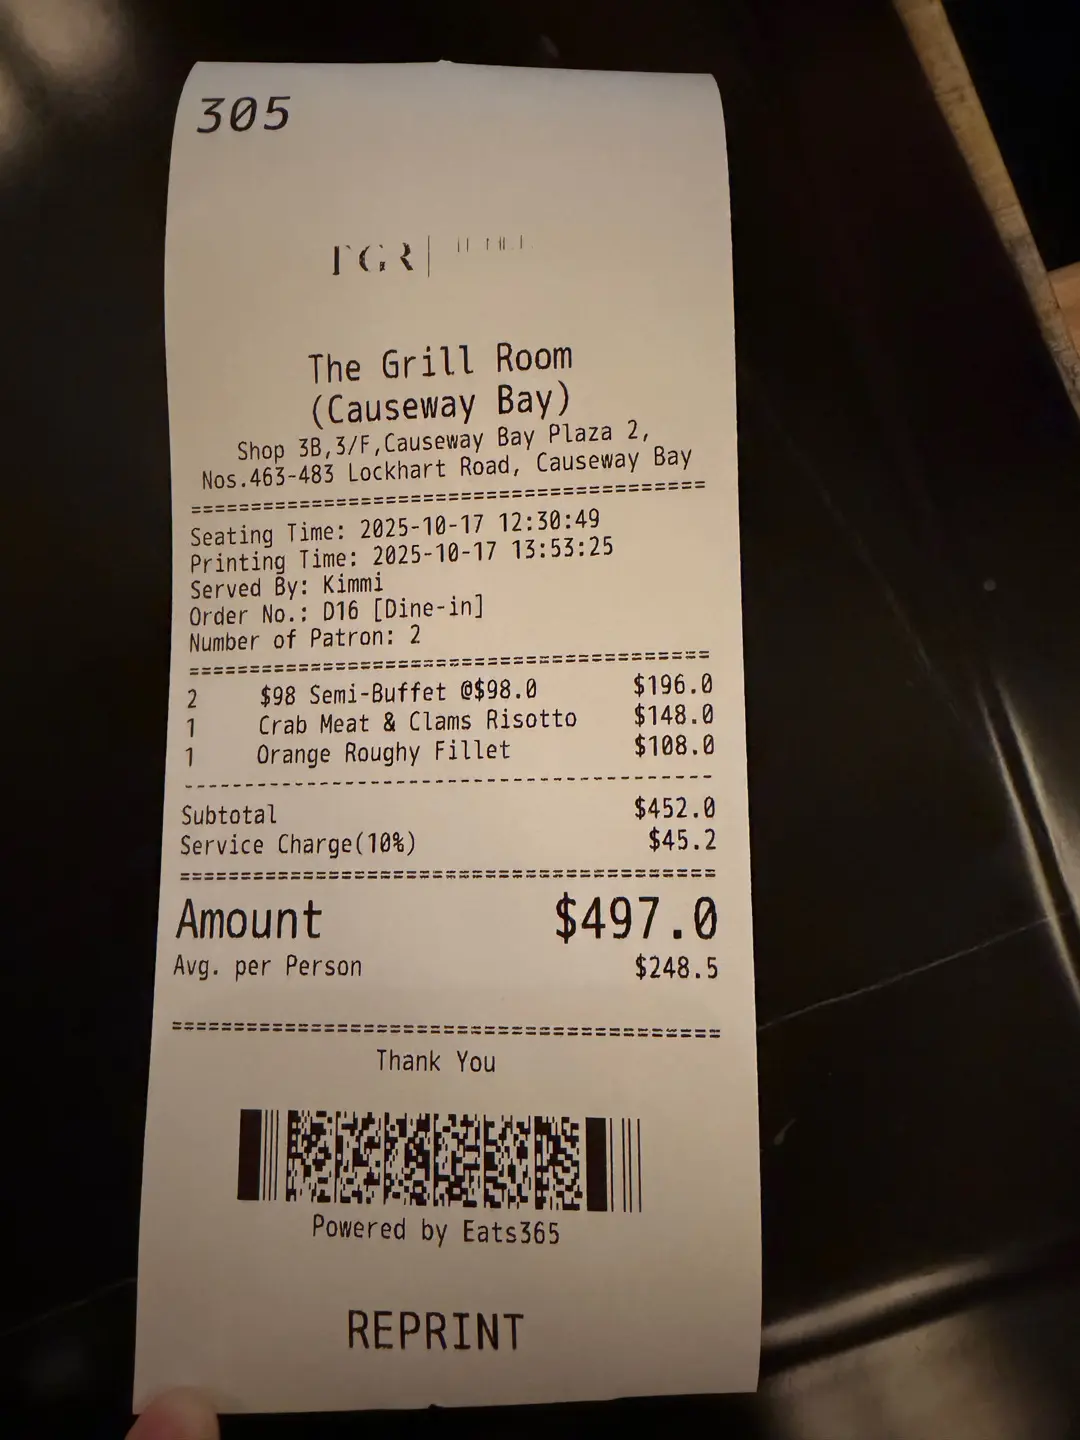 305
TGR
The Grill Room
(Causeway Bay)
Shop 3B,3/F,Causeway Bay Plaza 2,
Nos.463-483 Lockhart Road, Causeway Bay
========================================
Seating Time: 2025-10-17 12:30:49
Printing Time: 2025-10-17 13:53:25
Served By: Kimmi
Order No.: D16 [Dine-in]
Number of Patron: 2
========================================
2 $98 Semi-Buffet @$98.0 $196.0
1 Crab Meat & Clams Risotto $148.0
1 Orange Roughy Fillet $108.0
----------------------------------------
Subtotal $452.0
Service Charge(10%) $45.2
========================================
Amount $497.0
Avg. per Person $248.5
========================================
Thank You
Powered by Eats365
REPRINT